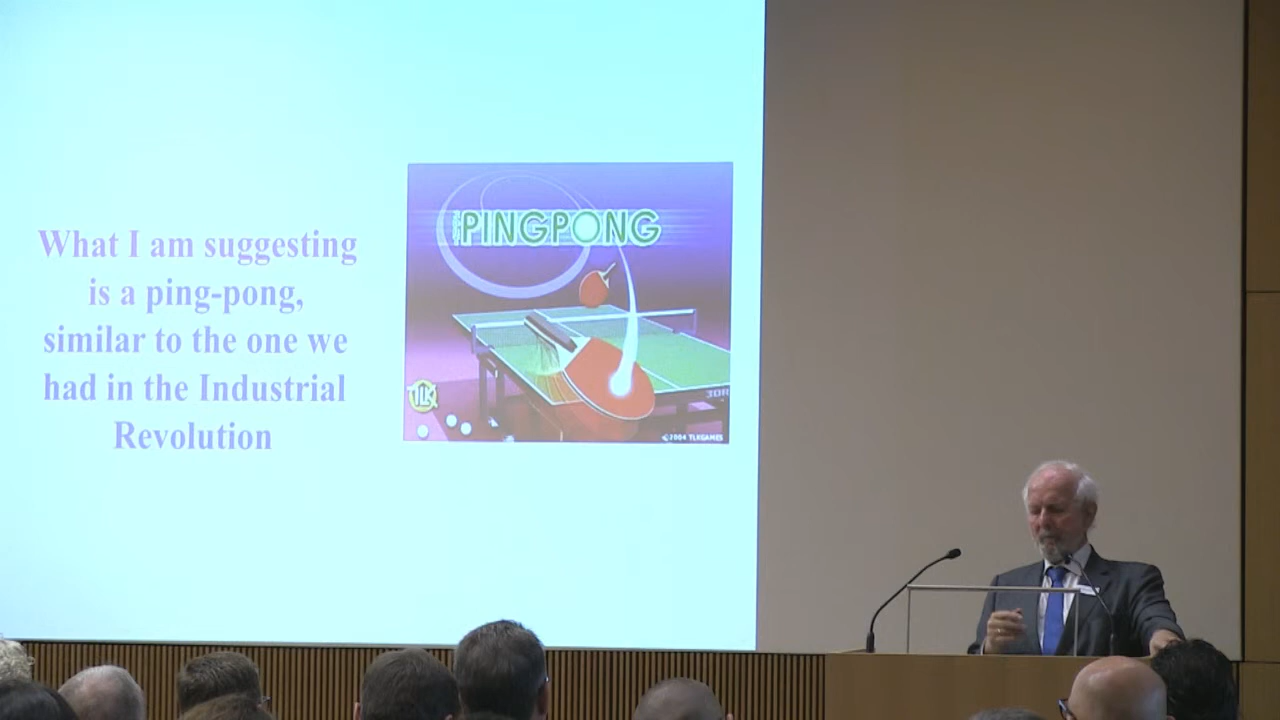 What I am suggesting
is a ping-pong,
similar to the one we
had in the Industrial
Revolution
PINGPONG
TLK
©2004 TLKGAMES